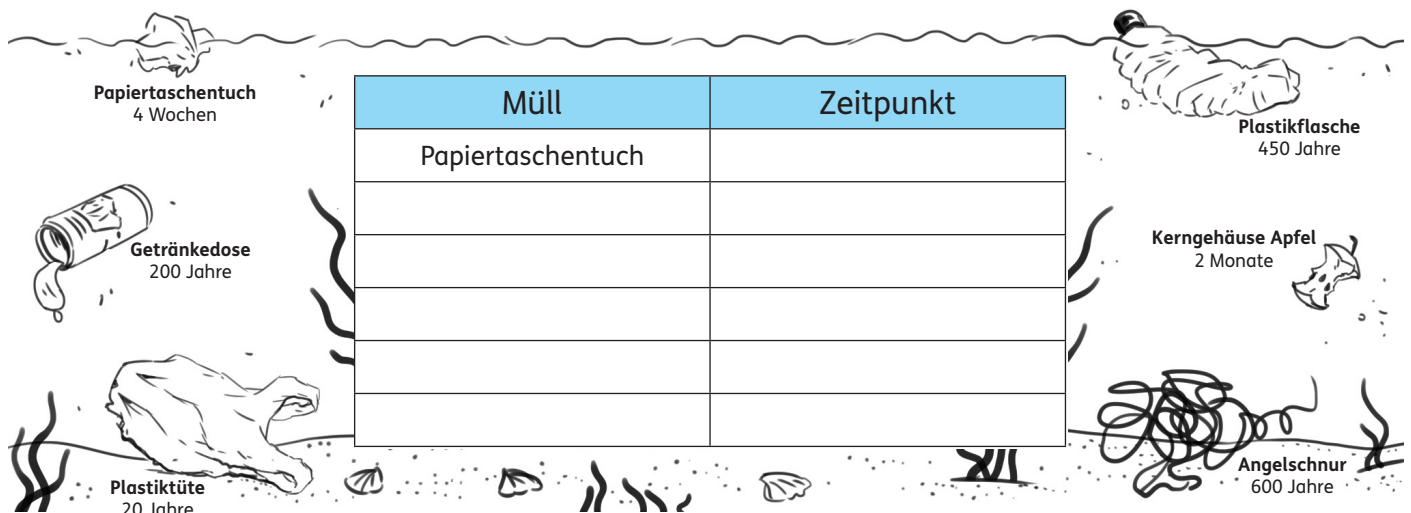 Papiertaschentuch
4 Wochen
Müll
Zeitpunkt
Papiertaschentuch
Plastikflasche
450 Jahre
Getränkedose
200 Jahre
Kerngehäuse Apfel
2 Monate
Plastiktüte
20 Jahre
Angelschnur
600 Jahre